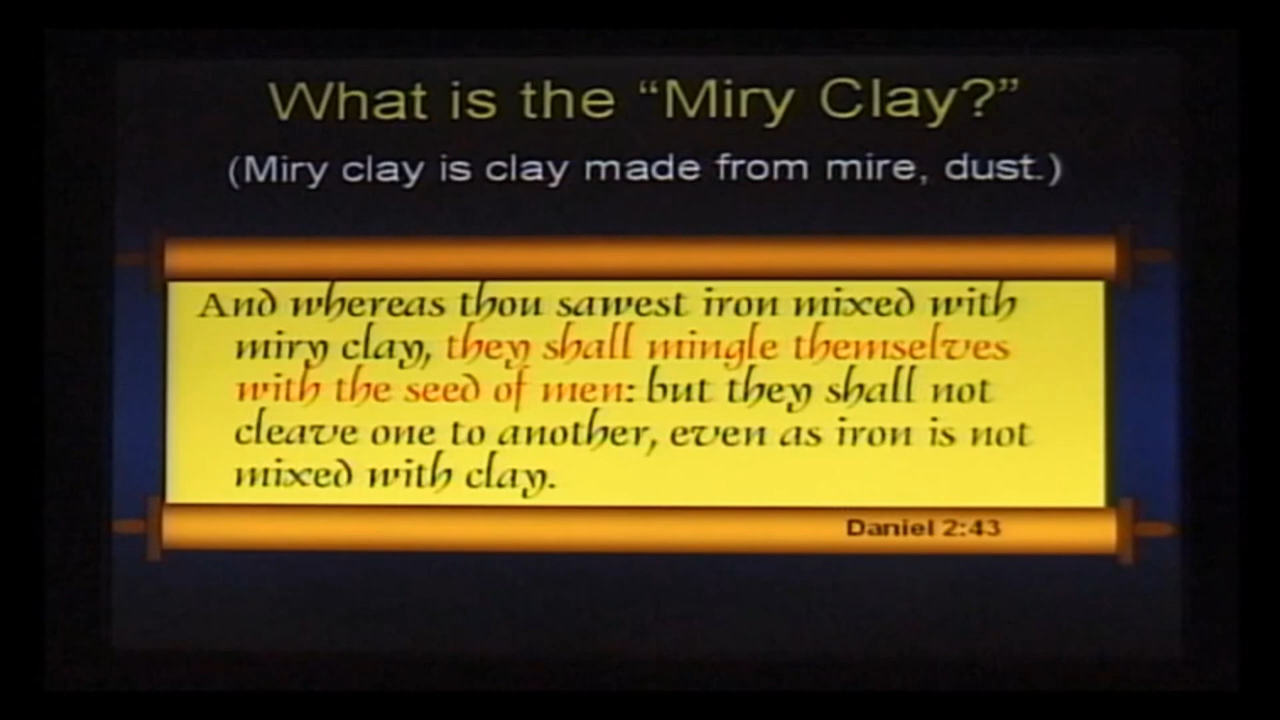 What is the “Miry Clay?”
(Miry clay is clay made from mire, dust.)
And whereas thou sawest iron mixed with
miry clay, they shall mingle themselves
with the seed of men: but they shall not
cleave one to another, even as iron is not
mixed with clay.
Daniel 2:43